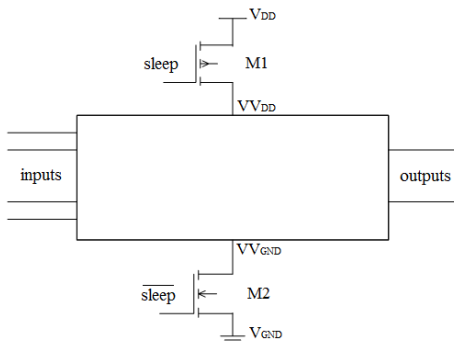 VDD
sleep M1
VVDD
inputs
outputs
VVGND
sleep M2
VGND